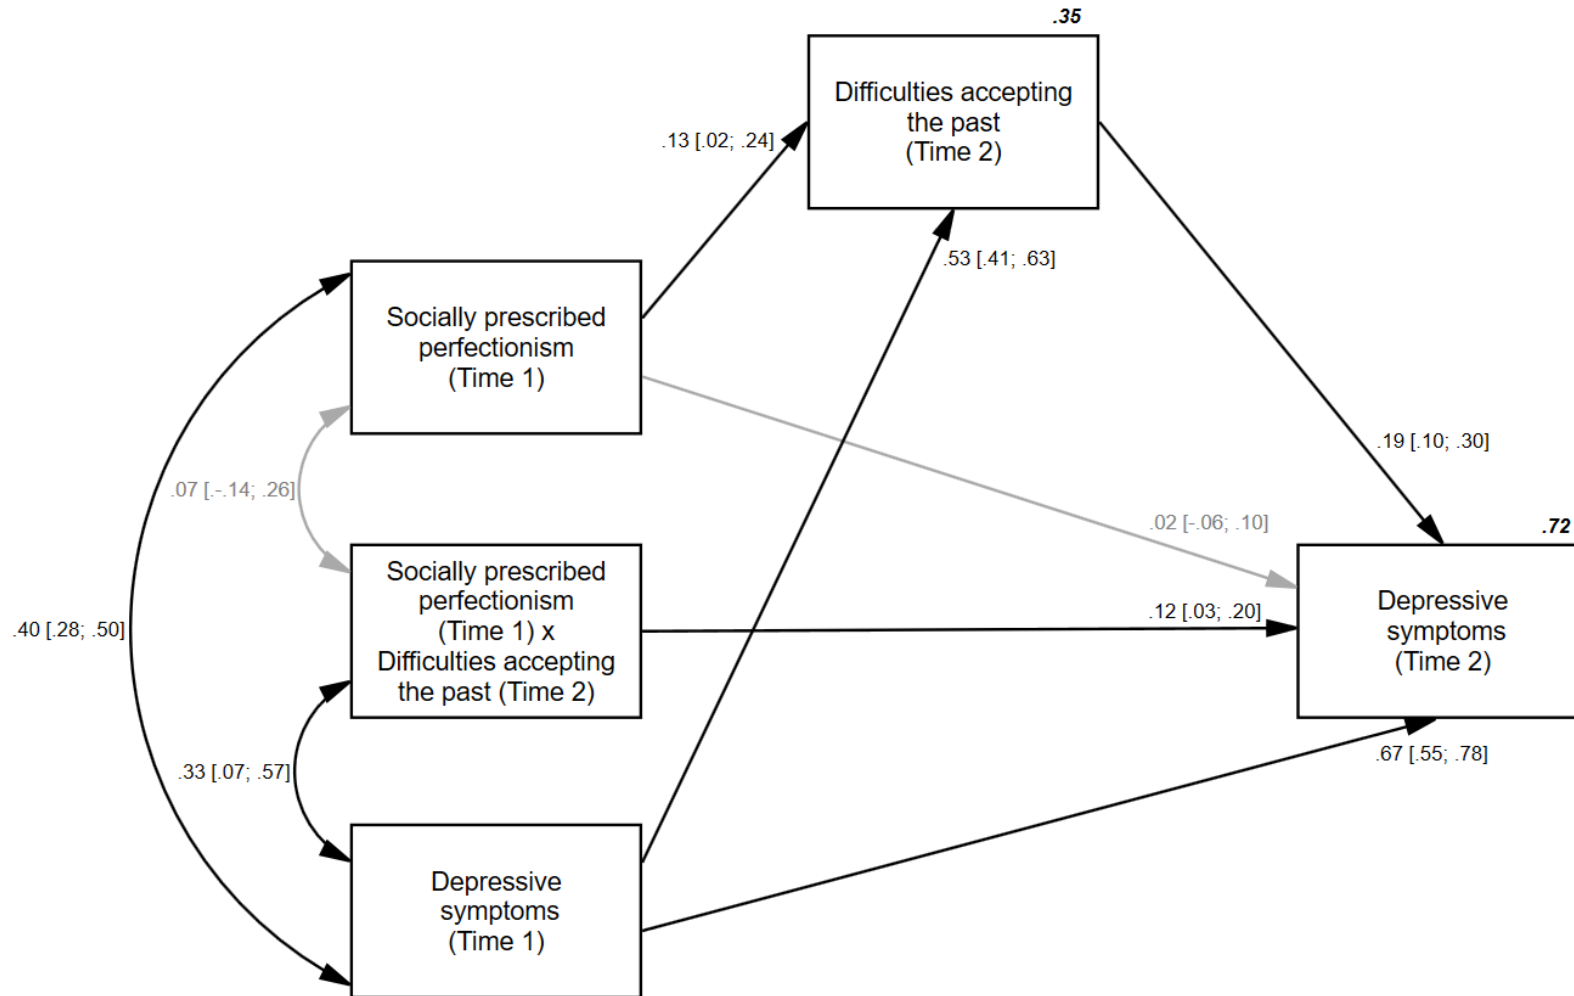 .35
Difficulties accepting
the past
(Time 2)
.13 [.02; .24]
.53 [.41; .63]
Socially prescribed
perfectionism
(Time 1)
.19 [.10; .30]
.07 [.-.14; .26]
.02 [-.06; .10]
.72
Socially prescribed
perfectionism
(Time 1) x
Difficulties accepting
the past (Time 2)
.12 [.03; .20]
Depressive
symptoms
(Time 2)
.40 [.28; .50]
.33 [.07; .57]
.67 [.55; .78]
Depressive
symptoms
(Time 1)